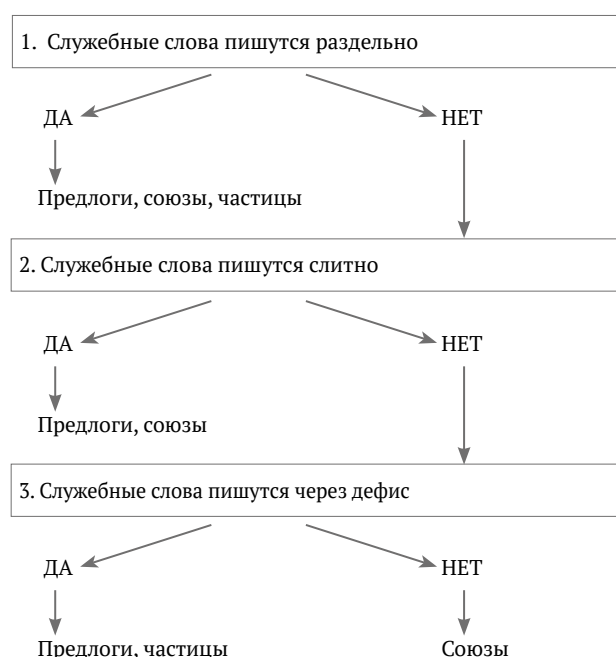 1. Служебные слова пишутся раздельно
ДА НЕТ
Предлоги, союзы, частицы
2. Служебные слова пишутся слитно
ДА НЕТ
Предлоги, союзы
3. Служебные слова пишутся через дефис
ДА НЕТ
Предлоги, частицы Союзы